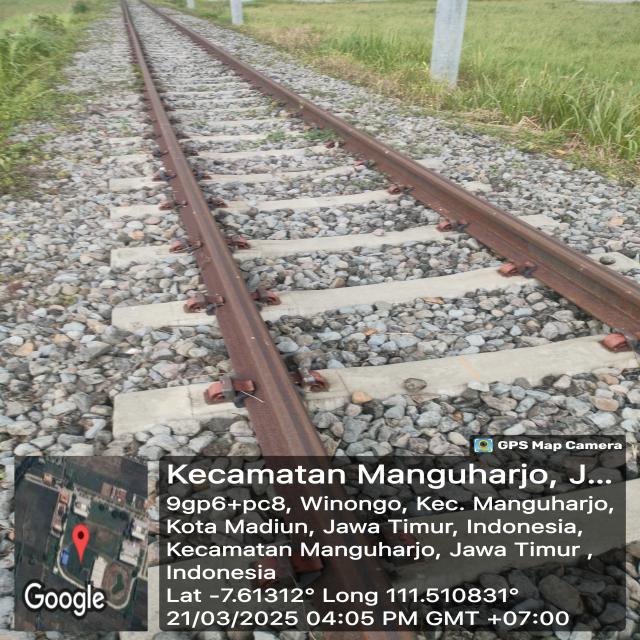 GPS Map Camera
Kecamatan Manguharjo, J...
9gp6+pc8, Winongo, Kec. Manguharjo,
Kota Madiun, Jawa Timur, Indonesia,
Kecamatan Manguharjo, Jawa Timur ,
Indonesia
Lat -7.61312° Long 111.510831°
21/03/2025 04:05 PM GMT +07:00
Google